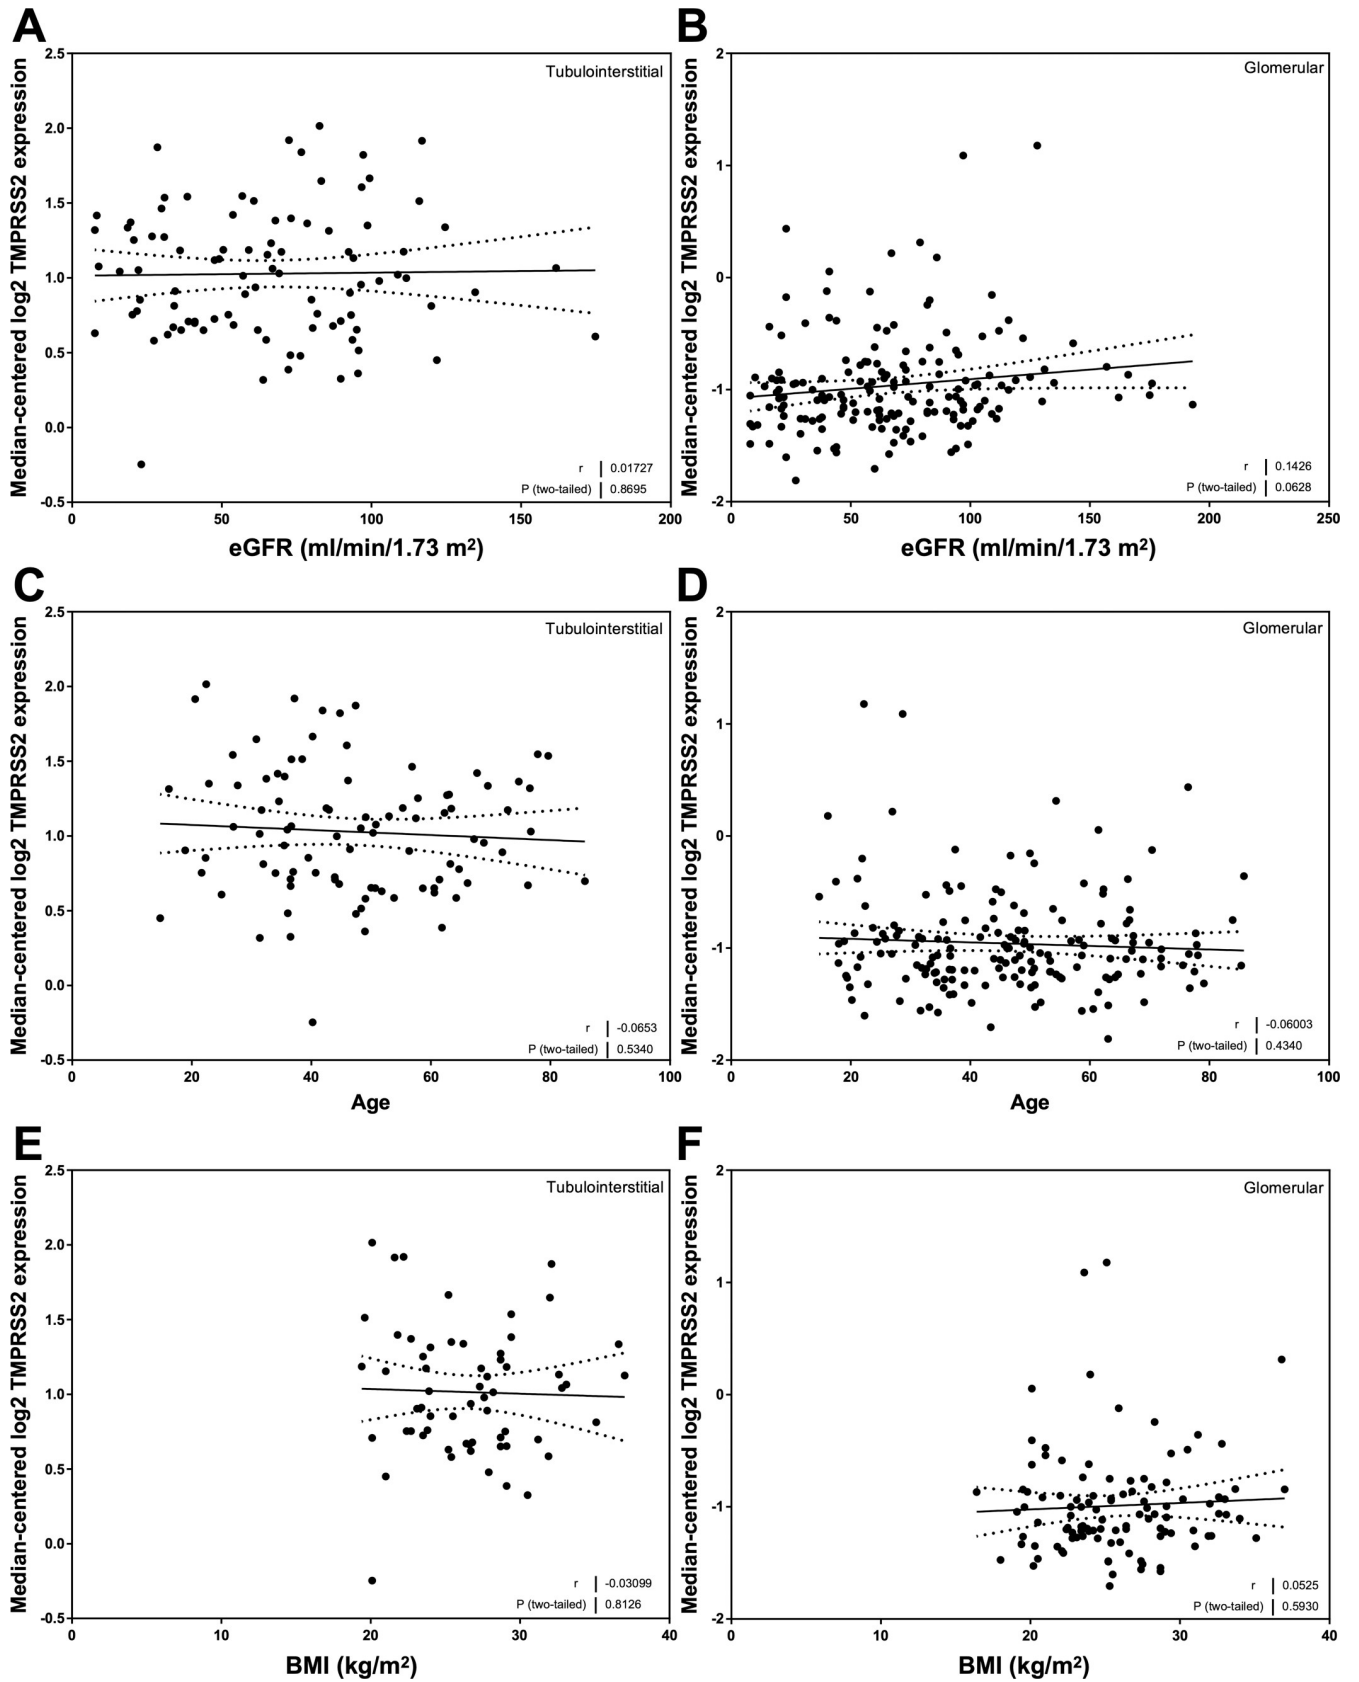 A
Median-centered log2 TMPRSS2 expression
2.5
2.0
1.5
1.0
0.5
0.0
-0.5
Tubulointerstitial
r 0.01727
P (two-tailed) 0.8695
0 50 100 150 200
eGFR (ml/min/1.73 m²)
B
Median-centered log2 TMPRSS2 expression
2
1
0
-1
-2
Glomerular
r 0.1426
P (two-tailed) 0.0628
0 50 100 150 200 250
eGFR (ml/min/1.73 m²)
C
Median-centered log2 TMPRSS2 expression
2.5
2.0
1.5
1.0
0.5
0.0
-0.5
Tubulointerstitial
r -0.0653
P (two-tailed) 0.5340
0 20 40 60 80 100
Age
D
Median-centered log2 TMPRSS2 expression
2
1
0
-1
-2
Glomerular
r -0.06003
P (two-tailed) 0.4340
0 20 40 60 80 100
Age
E
Median-centered log2 TMPRSS2 expression
2.5
2.0
1.5
1.0
0.5
0.0
-0.5
Tubulointerstitial
r -0.03099
P (two-tailed) 0.8126
0 10 20 30 40
BMI (kg/m²)
F
Median-centered log2 TMPRSS2 expression
2
1
0
-1
-2
Glomerular
r 0.0525
P (two-tailed) 0.5930
0 10 20 30 40
BMI (kg/m²)